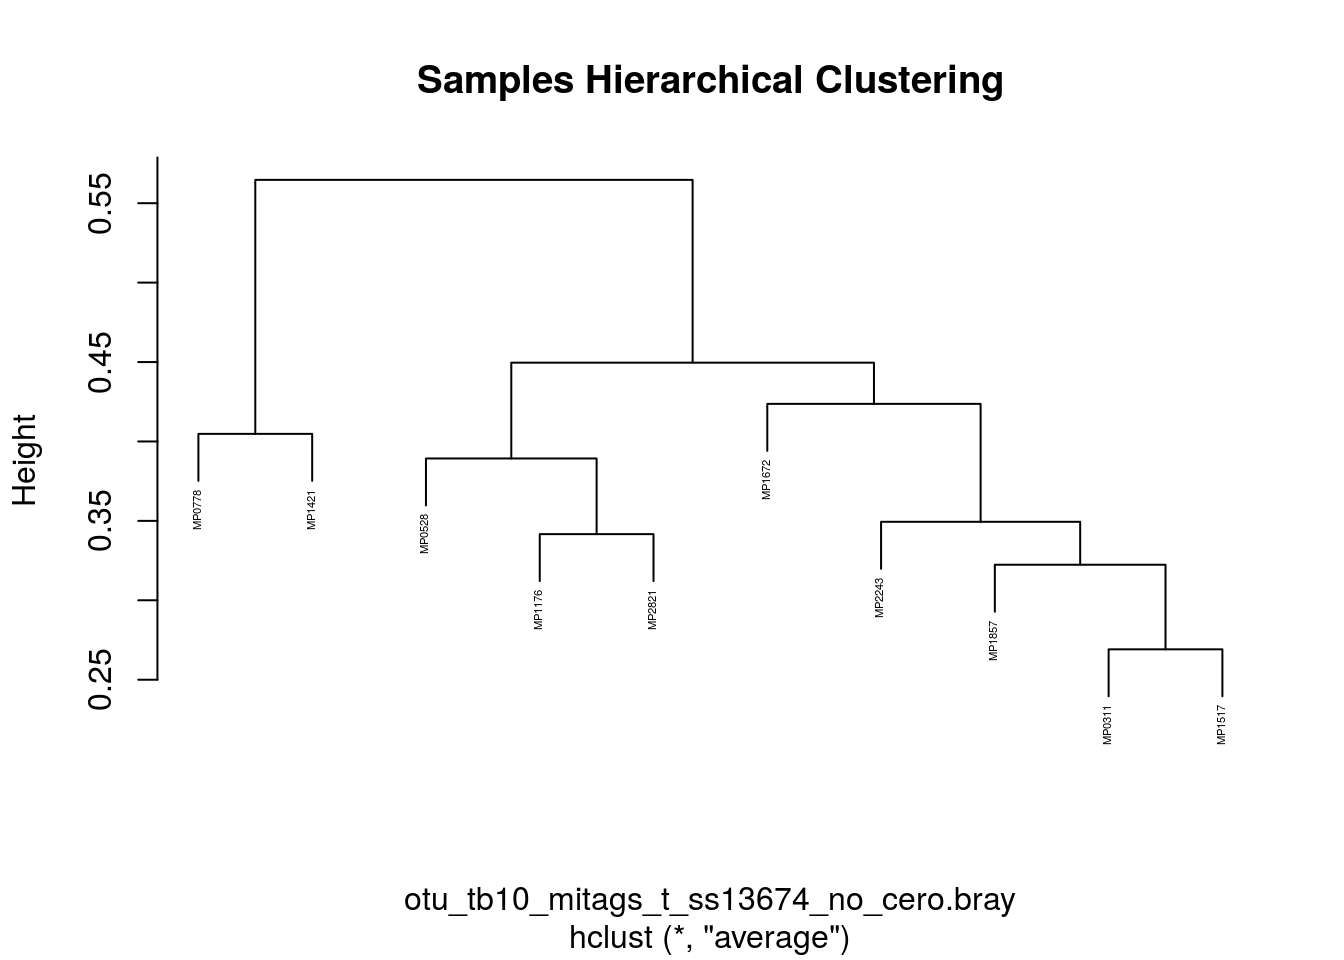 Samples Hierarchical Clustering
Height
0.55
0.45
0.35
0.25
MP0778
MP1421
MP0528
MP1176
MP2821
MP1672
MP2243
MP1857
MP0311
MP1517
otu_tb10_mitags_t_ss13674_no_cero.bray
hclust (*, "average")